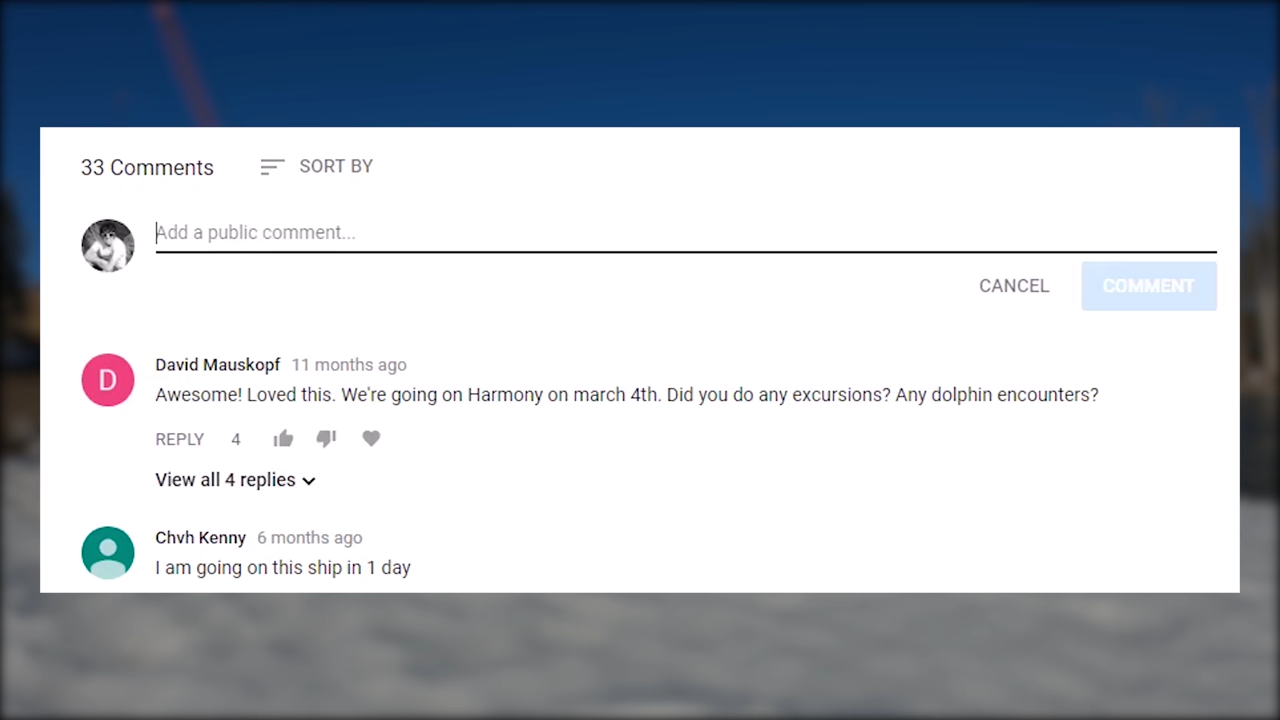 33 Comments SORT BY
Add a public comment...
CANCEL COMMENT
D
David Mauskopf 11 months ago
Awesome! Loved this. We're going on Harmony on march 4th. Did you do any excursions? Any dolphin encounters?
REPLY 4
View all 4 replies
Chvh Kenny 6 months ago
I am going on this ship in 1 day